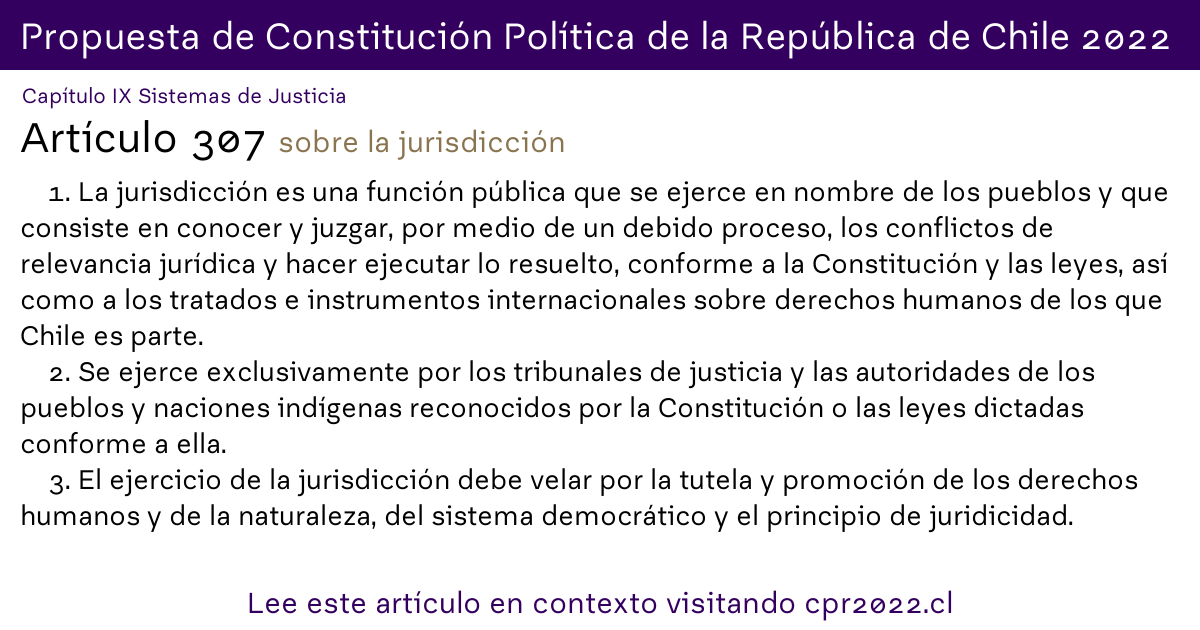 Propuesta de Constitución Política de la República de Chile 2022
Capítulo IX Sistemas de Justicia
Artículo 307 sobre la jurisdicción
1. La jurisdicción es una función pública que se ejerce en nombre de los pueblos y que
consiste en conocer y juzgar, por medio de un debido proceso, los conflictos de
relevancia jurídica y hacer ejecutar lo resuelto, conforme a la Constitución y las leyes, así
como a los tratados e instrumentos internacionales sobre derechos humanos de los que
Chile es parte.
2. Se ejerce exclusivamente por los tribunales de justicia y las autoridades de los
pueblos y naciones indígenas reconocidos por la Constitución o las leyes dictadas
conforme a ella.
3. El ejercicio de la jurisdicción debe velar por la tutela y promoción de los derechos
humanos y de la naturaleza, del sistema democrático y el principio de juridicidad.
Lee este artículo en contexto visitando cpr2022.cl